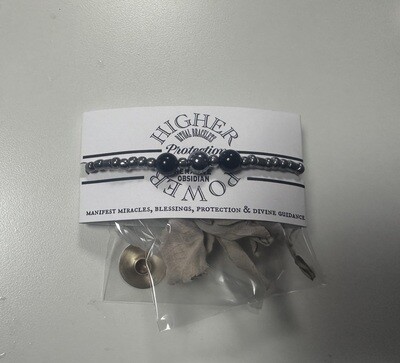 HIGHER
RITUAL BRACELETS
Protection
OBSIDIAN
POWER
MANIFEST MIRACLES, BLESSINGS, PROTECTION & DIVINE GUIDANCE.